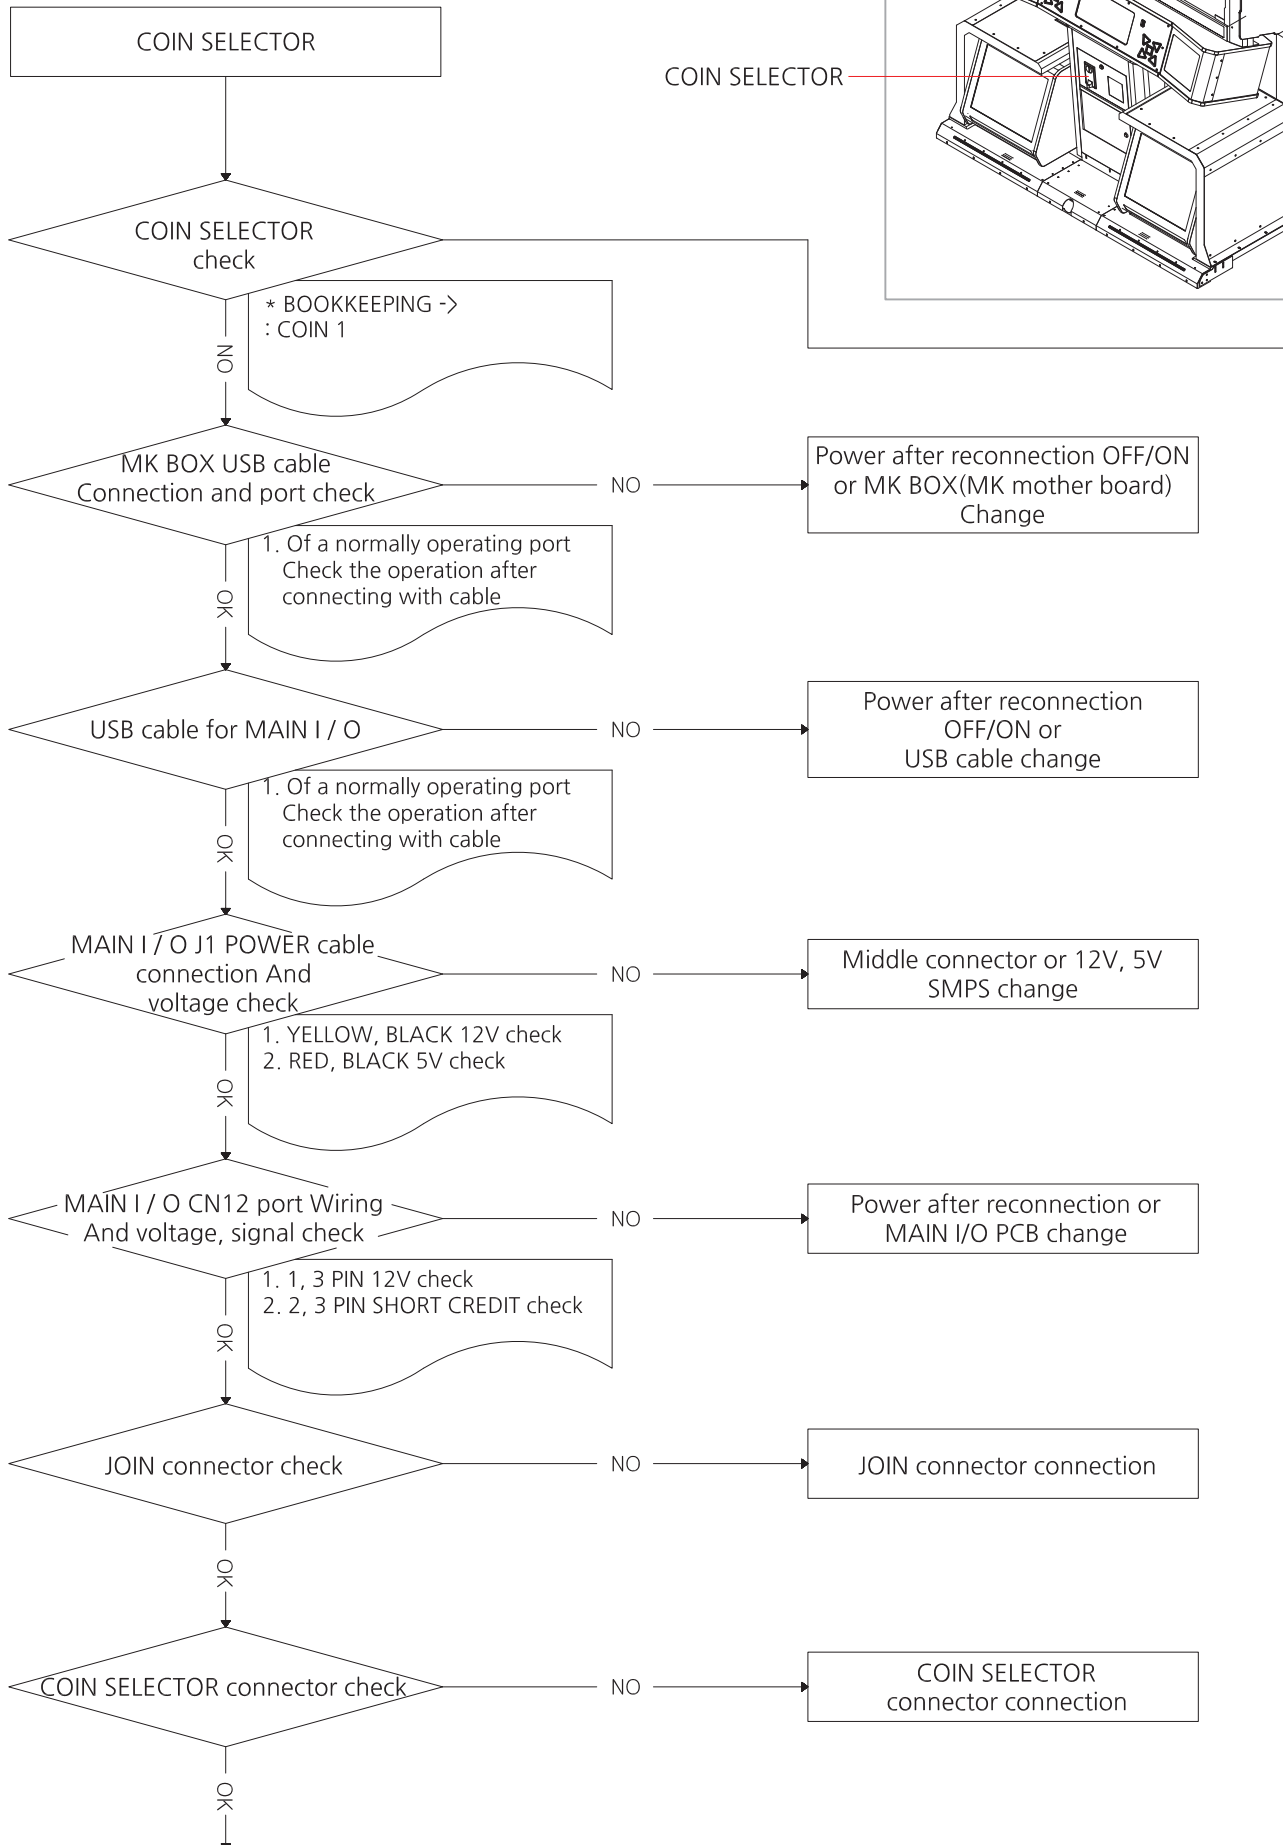 COIN SELECTOR
COIN SELECTOR
COIN SELECTOR
check
* BOOKKEEPING ->
: COIN 1
NO
MK BOX USB cable
Connection and port check
NO
Power after reconnection OFF/ON
or MK BOX(MK mother board)
Change
1. Of a normally operating port
Check the operation after
connecting with cable
OK
USB cable for MAIN I / O
NO
Power after reconnection
OFF/ON or
USB cable change
1. Of a normally operating port
Check the operation after
connecting with cable
OK
MAIN I / O J1 POWER cable
connection And
voltage check
NO
Middle connector or 12V, 5V
SMPS change
1. YELLOW, BLACK 12V check
2. RED, BLACK 5V check
OK
MAIN I / O CN12 port Wiring
And voltage, signal check
NO
Power after reconnection or
MAIN I/O PCB change
1. 1, 3 PIN 12V check
2. 2, 3 PIN SHORT CREDIT check
OK
JOIN connector check
NO
JOIN connector connection
OK
COIN SELECTOR connector check
NO
COIN SELECTOR
connector connection
OK